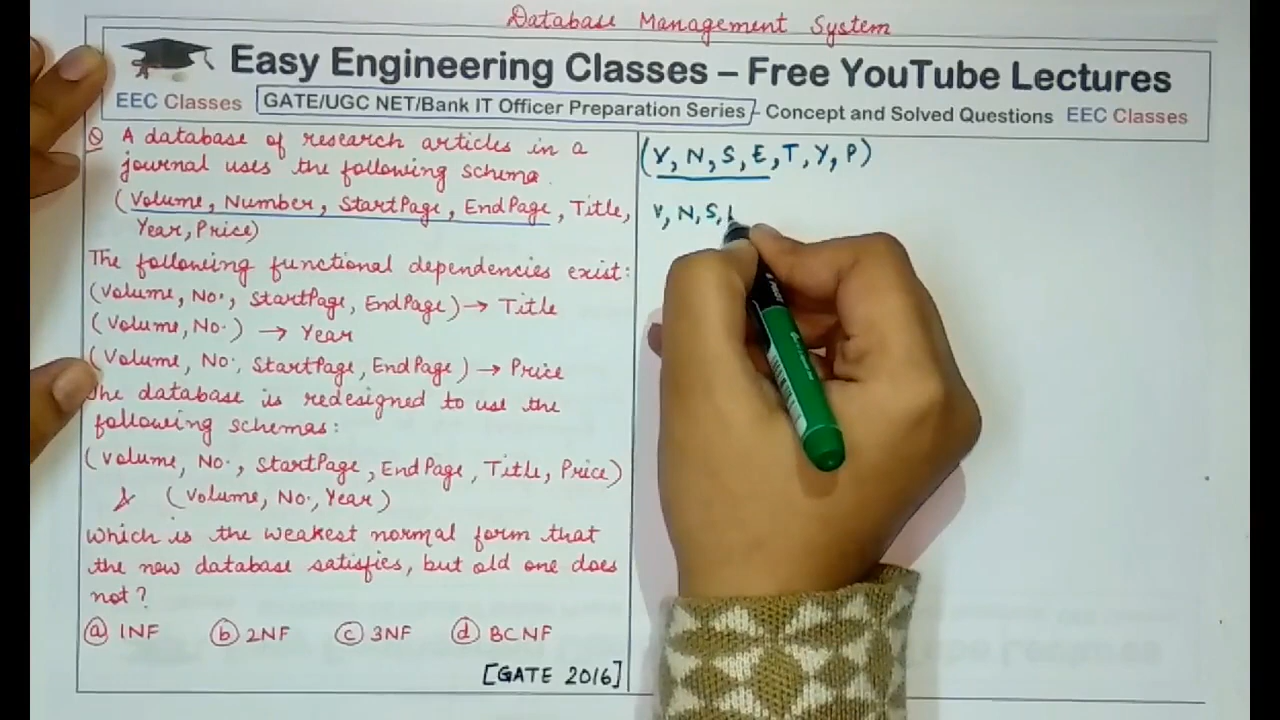 Database Management System
Easy Engineering Classes – Free YouTube Lectures
EEC Classes GATE/UGC NET/Bank IT Officer Preparation Series – Concept and Solved Questions EEC Classes
Q A database of research articles in a
journal uses the following schema.
(Volume, Number, StartPage, EndPage, Title,
Year, Price)
The following functional dependencies exist:
(Volume, No., StartPage, EndPage) → Title
(Volume, No.) → Year
(Volume, No. StartPage, EndPage) → Price
The database is redesigned to use the
following schemas:
(Volume, No., StartPage, EndPage, Title, Price)
& (Volume, No., Year)
Which is the weakest normal form that
the new database satisfies, but old one does
not?
(a) 1NF (b) 2NF (c) 3NF (d) BCNF
[GATE 2016]
(V, N, S, E, T, Y, P)
V, N, S,